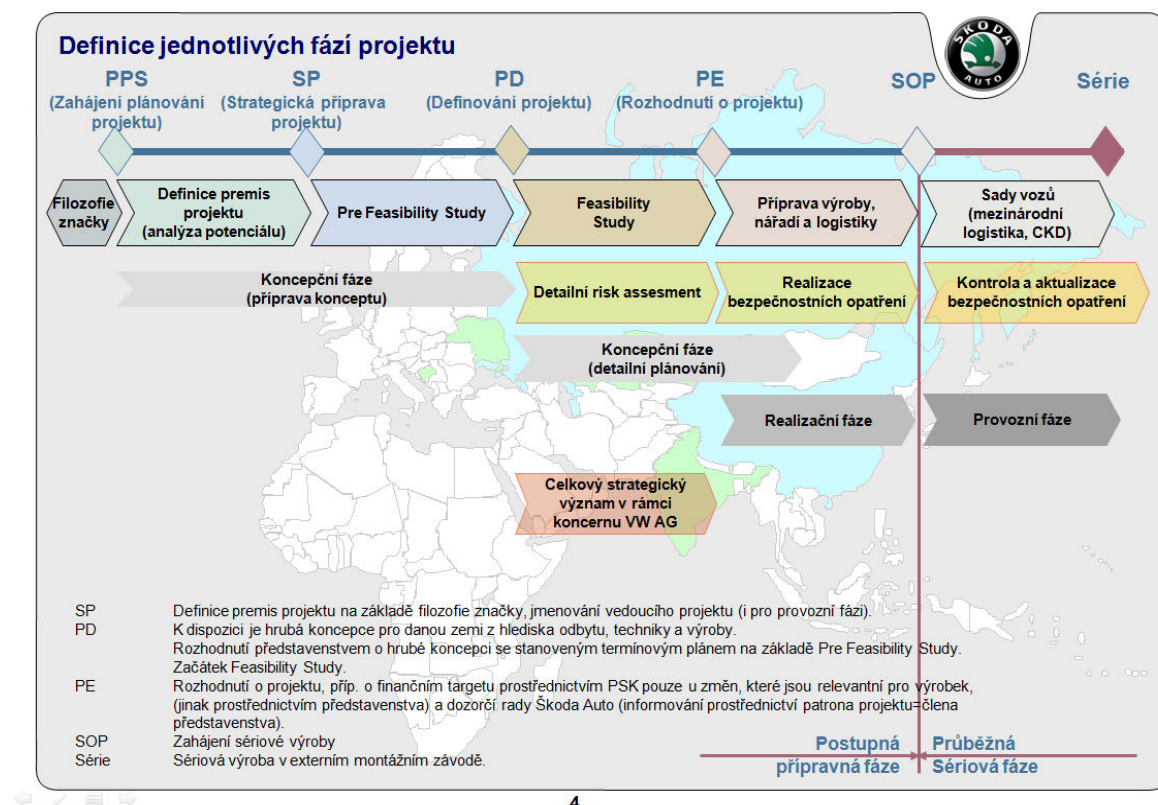 Definice jednotlivých fází projektu
ŠKODA
AUTO
PPS
(Zahájení plánování
projektu)
SP
(Strategická příprava
projektu)
PD
(Definování projektu)
PE
(Rozhodnutí o projektu)
SOP
Série
Filozofie
značky
Definice premis
projektu
(analýza potenciálu)
Pre Feasibility Study
Feasibility
Study
Příprava výroby,
nářadí a logistiky
Sady vozů
(mezinárodní
logistika, CKD)
Koncepční fáze
(příprava konceptu)
Detailní risk assesment
Realizace
bezpečnostních opatření
Kontrola a aktualizace
bezpečnostních opatření
Koncepční fáze
(detailní plánování)
Realizační fáze
Provozní fáze
Celkový strategický
význam v rámci
koncernu VW AG
SP Definice premis projektu na základě filozofie značky, jmenování vedoucího projektu (i pro provozní fázi).
PD K dispozici je hrubá koncepce pro danou zemi z hlediska odbytu, techniky a výroby.
Rozhodnutí představenstvem o hrubé koncepci se stanoveným termínovým plánem na základě Pre Feasibility Study.
Začátek Feasibility Study.
PE Rozhodnutí o projektu, příp. o finančním targetu prostřednictvím PSK pouze u změn, které jsou relevantní pro výrobek,
(jinak prostřednictvím představenstva) a dozorčí rady Škoda Auto (informování prostřednictví patrona projektu=člena
představenstva).
SOP Zahájení sériové výroby
Série Sériová výroba v externím montážním závodě.
Postupná
přípravná fáze
Průběžná
Sériová fáze
4